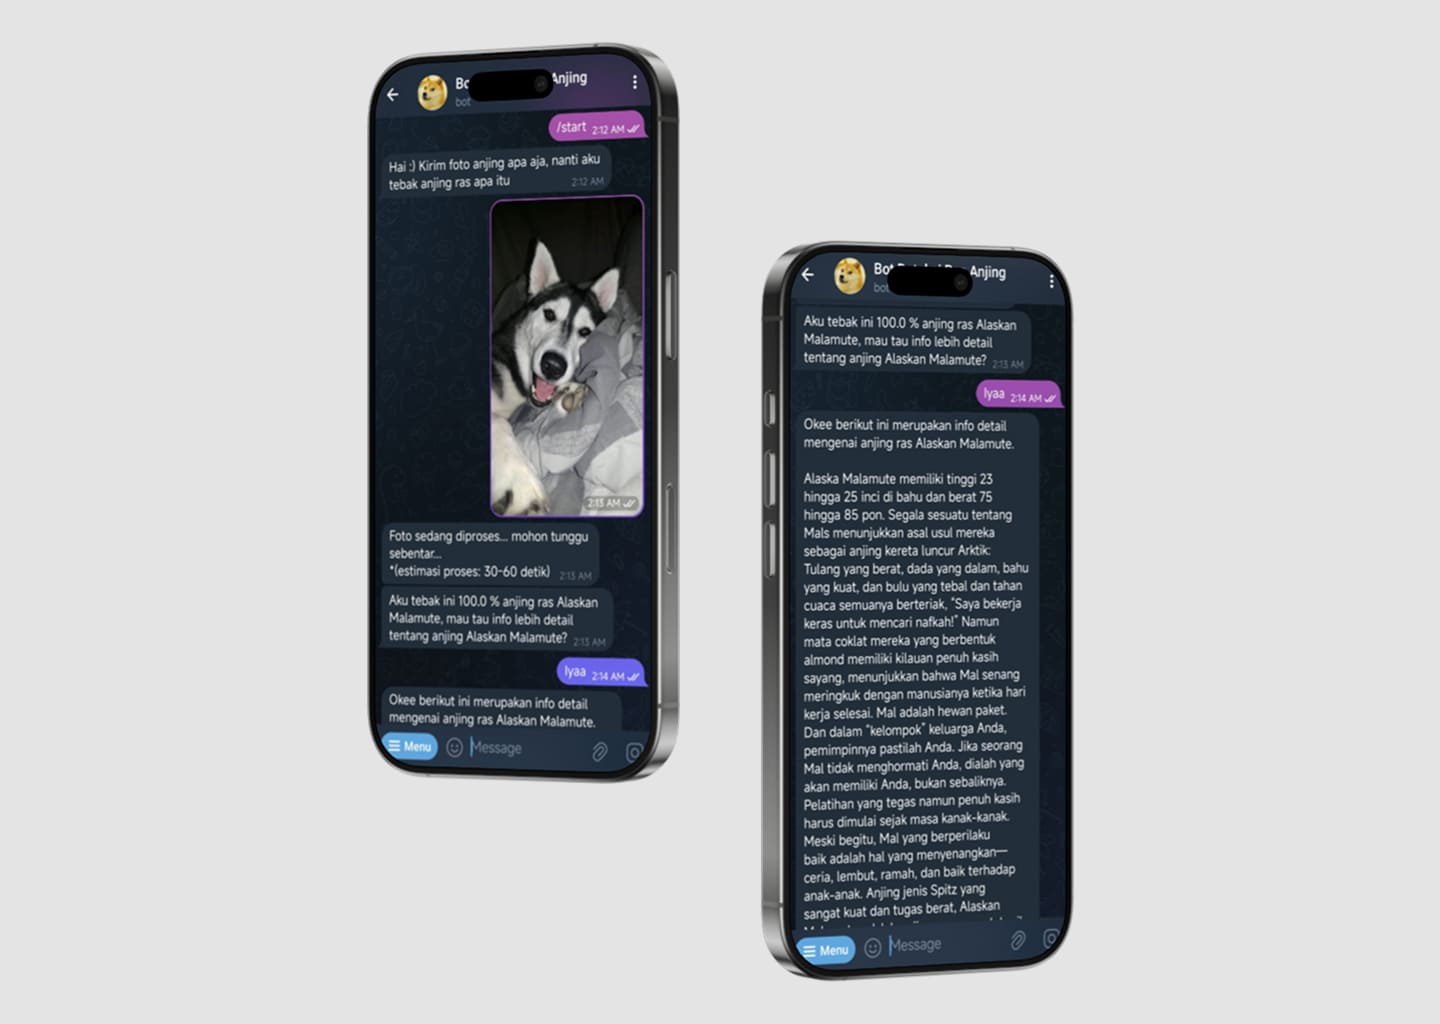 Bo Anjing
bot
/start 2:12 AM
Hai :) Kirim foto anjing apa aja, nanti aku
tebak anjing ras apa itu 2:12 AM
2:13 AM
Foto sedang diproses... mohon tunggu
sebentar...
*(estimasi proses: 30-60 detik) 2:13 AM
Aku tebak ini 100.0 % anjing ras Alaskan
Malamute, mau tau info lebih detail
tentang anjing Alaskan Malamute? 2:13 AM
Iyaa 2:14 AM
Okee berikut ini merupakan info detail
mengenai anjing ras Alaskan Malamute.
Menu Message
Bot Anjing
bot
Aku tebak ini 100.0 % anjing ras Alaskan
Malamute, mau tau info lebih detail
tentang anjing Alaskan Malamute? 2:13 AM
Iyaa 2:14 AM
Okee berikut ini merupakan info detail
mengenai anjing ras Alaskan Malamute.
Alaska Malamute memiliki tinggi 23
hingga 25 inci di bahu dan berat 75
hingga 85 pon. Segala sesuatu tentang
Mals menunjukkan asal usul mereka
sebagai anjing kereta luncur Arktik:
Tulang yang berat, dada yang dalam, bahu
yang kuat, dan bulu yang tebal dan tahan
cuaca semuanya berteriak, "Saya bekerja
keras untuk mencari nafkah!" Namun
mata coklat mereka yang berbentuk
almond memiliki kilauan penuh kasih
sayang, menunjukkan bahwa Mal senang
meringkuk dengan manusianya ketika hari
kerja selesai. Mal adalah hewan paket.
Dan dalam "kelompok" keluarga Anda,
pemimpinnya pastilah Anda. Jika seorang
Mal tidak menghormati Anda, dialah yang
akan memiliki Anda, bukan sebaliknya.
Pelatihan yang tegas namun penuh kasih
harus dimulai sejak masa kanak-kanak.
Meski begitu, Mal yang berperilaku
baik adalah hal yang menyenangkan—
ceria, lembut, ramah, dan baik terhadap
anak-anak. Anjing jenis Spitz yang
sangat kuat dan tugas berat, Alaskan
Menu Message